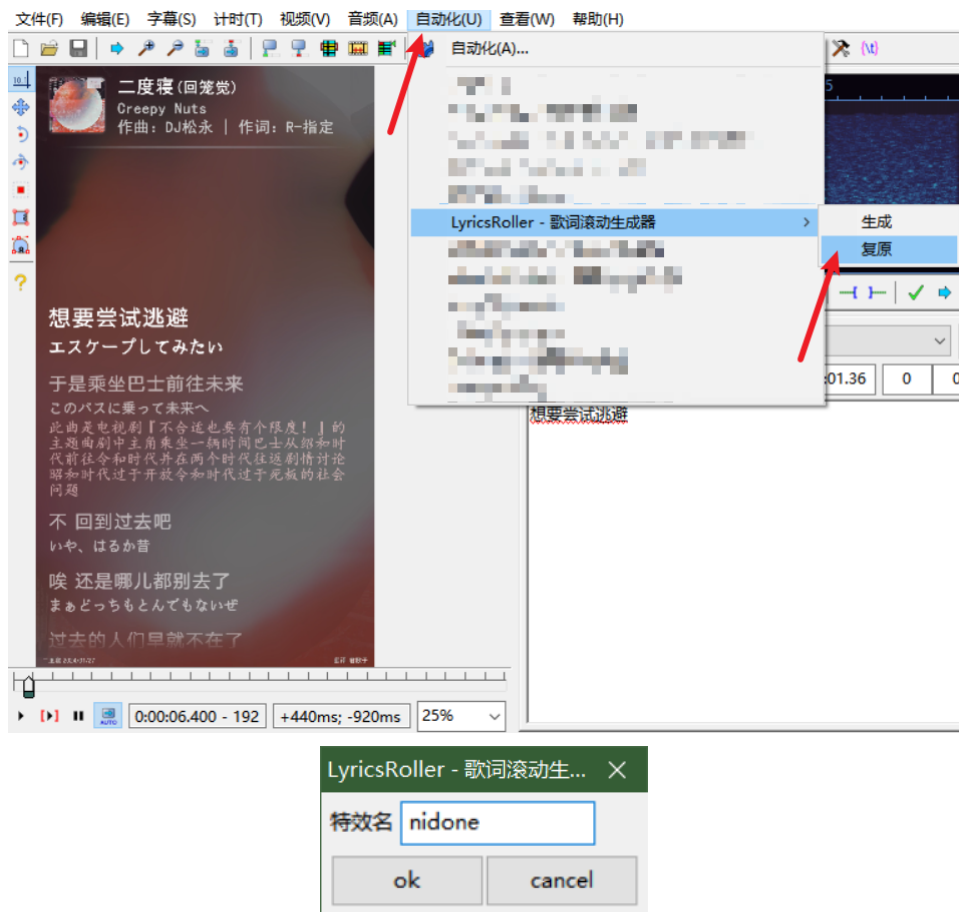 文件(F) 编辑(E) 字幕(S) 计时(T) 视频(V) 音频(A) 自动化(U) 查看(W) 帮助(H)
自动化(A)...
LyricsRoller - 歌词滚动生成器
生成
复原
二度寝(回笼觉)
Creepy Nuts
作曲：DJ松永 | 作词：R-指定
想要尝试逃避
エスケープしてみたい
于是乘坐巴士前往未来
このバスに乗って未来へ
此曲是电视剧『不合适也要有个限度！』的
主题曲剧中主角乘坐一辆时间巴士从昭和时
代前往令和时代并在两个时代往返剧情讨论
昭和时代过于开放令和时代过于死板的社会
问题
不 回到过去吧
いや、はるか昔
唉 还是哪儿都别去了
まぁどっちもとんでもないぜ
过去的人们早就不在了
:01.36 0
想要尝试逃避
AUTO 0:00:06.400 - 192 +440ms; -920ms 25%
LyricsRoller - 歌词滚动生...
特效名 nidone
ok cancel